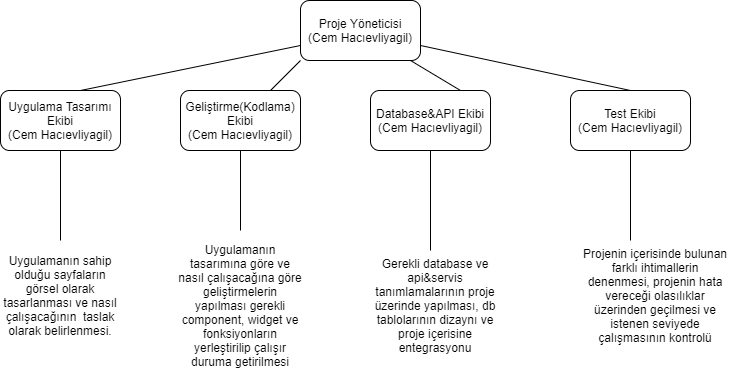 Proje Yöneticisi
(Cem Hacıevliyagil)
Uygulama Tasarımı
Ekibi
(Cem Hacıevliyagil)
Geliştirme(Kodlama)
Ekibi
(Cem Hacıevliyagil)
Database&API Ekibi
(Cem Hacıevliyagil)
Test Ekibi
(Cem Hacıevliyagil)
Uygulamanın sahip
olduğu sayfaların
görsel olarak
tasarlanması ve nasıl
çalışacağının taslak
olarak belirlenmesi.
Uygulamanın
tasarımına göre ve
nasıl çalışacağına göre
geliştirmelerin
yapılması gerekli
component, widget ve
fonksiyonların
yerleştirilip çalışır
duruma getirilmesi
Gerekli database ve
api&servis
tanımlamalarının proje
üzerinde yapılması, db
tablolarının dizaynı ve
proje içerisine
entegrasyonu
Projenin içerisinde bulunan
farklı ihtimallerin
denenmesi, projenin hata
vereceği olasılıklar
üzerinden geçilmesi ve
istenen seviyede
çalışmasının kontrolü